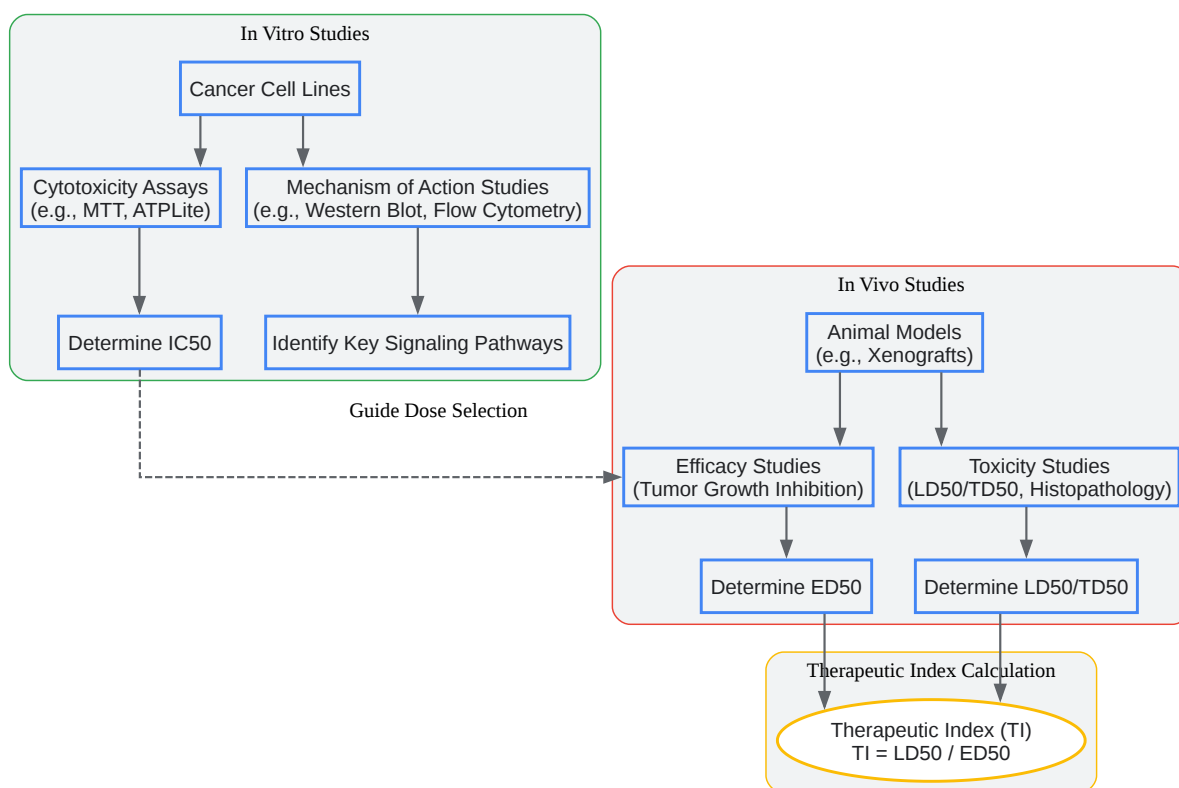 In Vitro Studies
Cancer Cell Lines
Cytotoxicity Assays
(e.g., MTT, ATPLite)
Mechanism of Action Studies
(e.g., Western Blot, Flow Cytometry)
Determine IC50
Identify Key Signaling Pathways
Guide Dose Selection
In Vivo Studies
Animal Models
(e.g., Xenografts)
Efficacy Studies
(Tumor Growth Inhibition)
Toxicity Studies
(LD50/TD50, Histopathology)
Determine ED50
Determine LD50/TD50
Therapeutic Index Calculation
Therapeutic Index (TI)
TI = LD50 / ED50